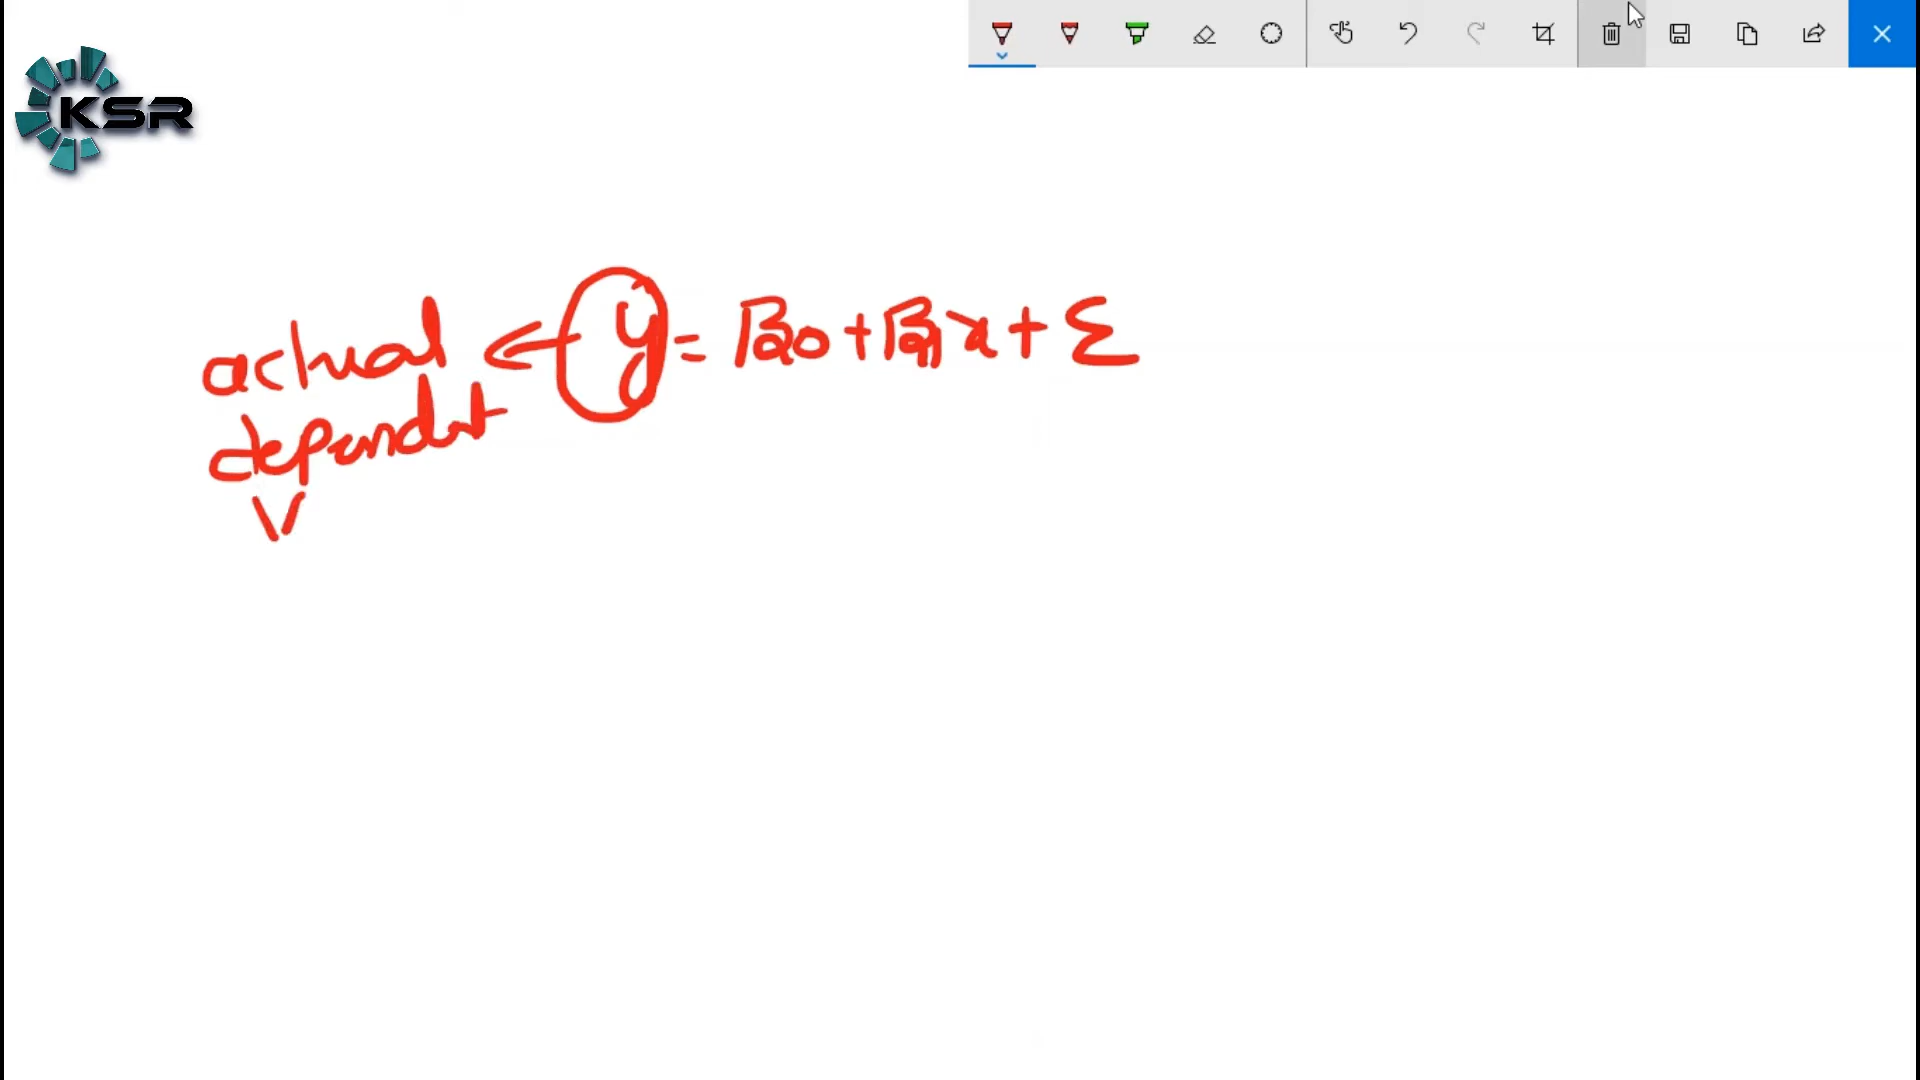 KSR
y = β0 + β1x + Σ
actual
dependent
V